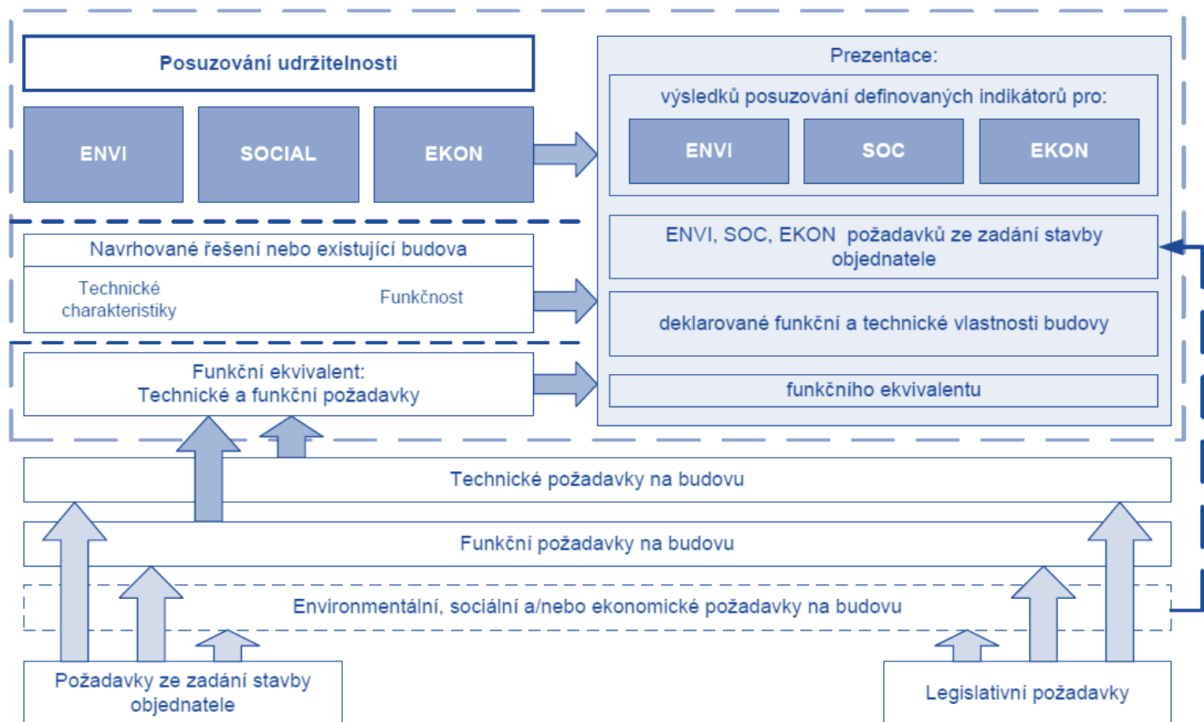 Posuzování udržitelnosti
ENVI
SOCIAL
EKON
Prezentace:
výsledků posuzování definovaných indikátorů pro:
ENVI
SOC
EKON
Navrhované řešení nebo existující budova
Technické
charakteristiky
Funkčnost
ENVI, SOC, EKON požadavků ze zadání stavby
objednatele
deklarované funkční a technické vlastnosti budovy
Funkční ekvivalent:
Technické a funkční požadavky
funkčního ekvivalentu
Technické požadavky na budovu
Funkční požadavky na budovu
Environmentální, sociální a/nebo ekonomické požadavky na budovu
Požadavky ze zadání stavby
objednatele
Legislativní požadavky